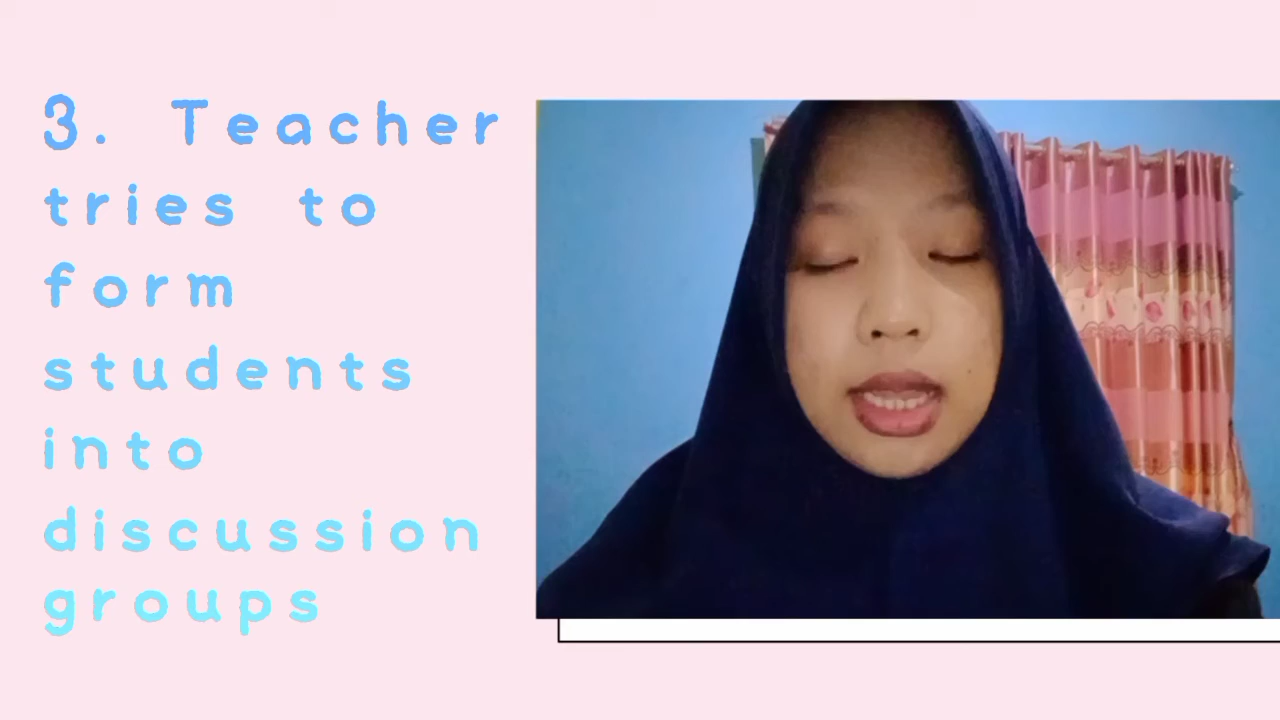 3. Teacher
tries to
form
students
into
discussion
groups